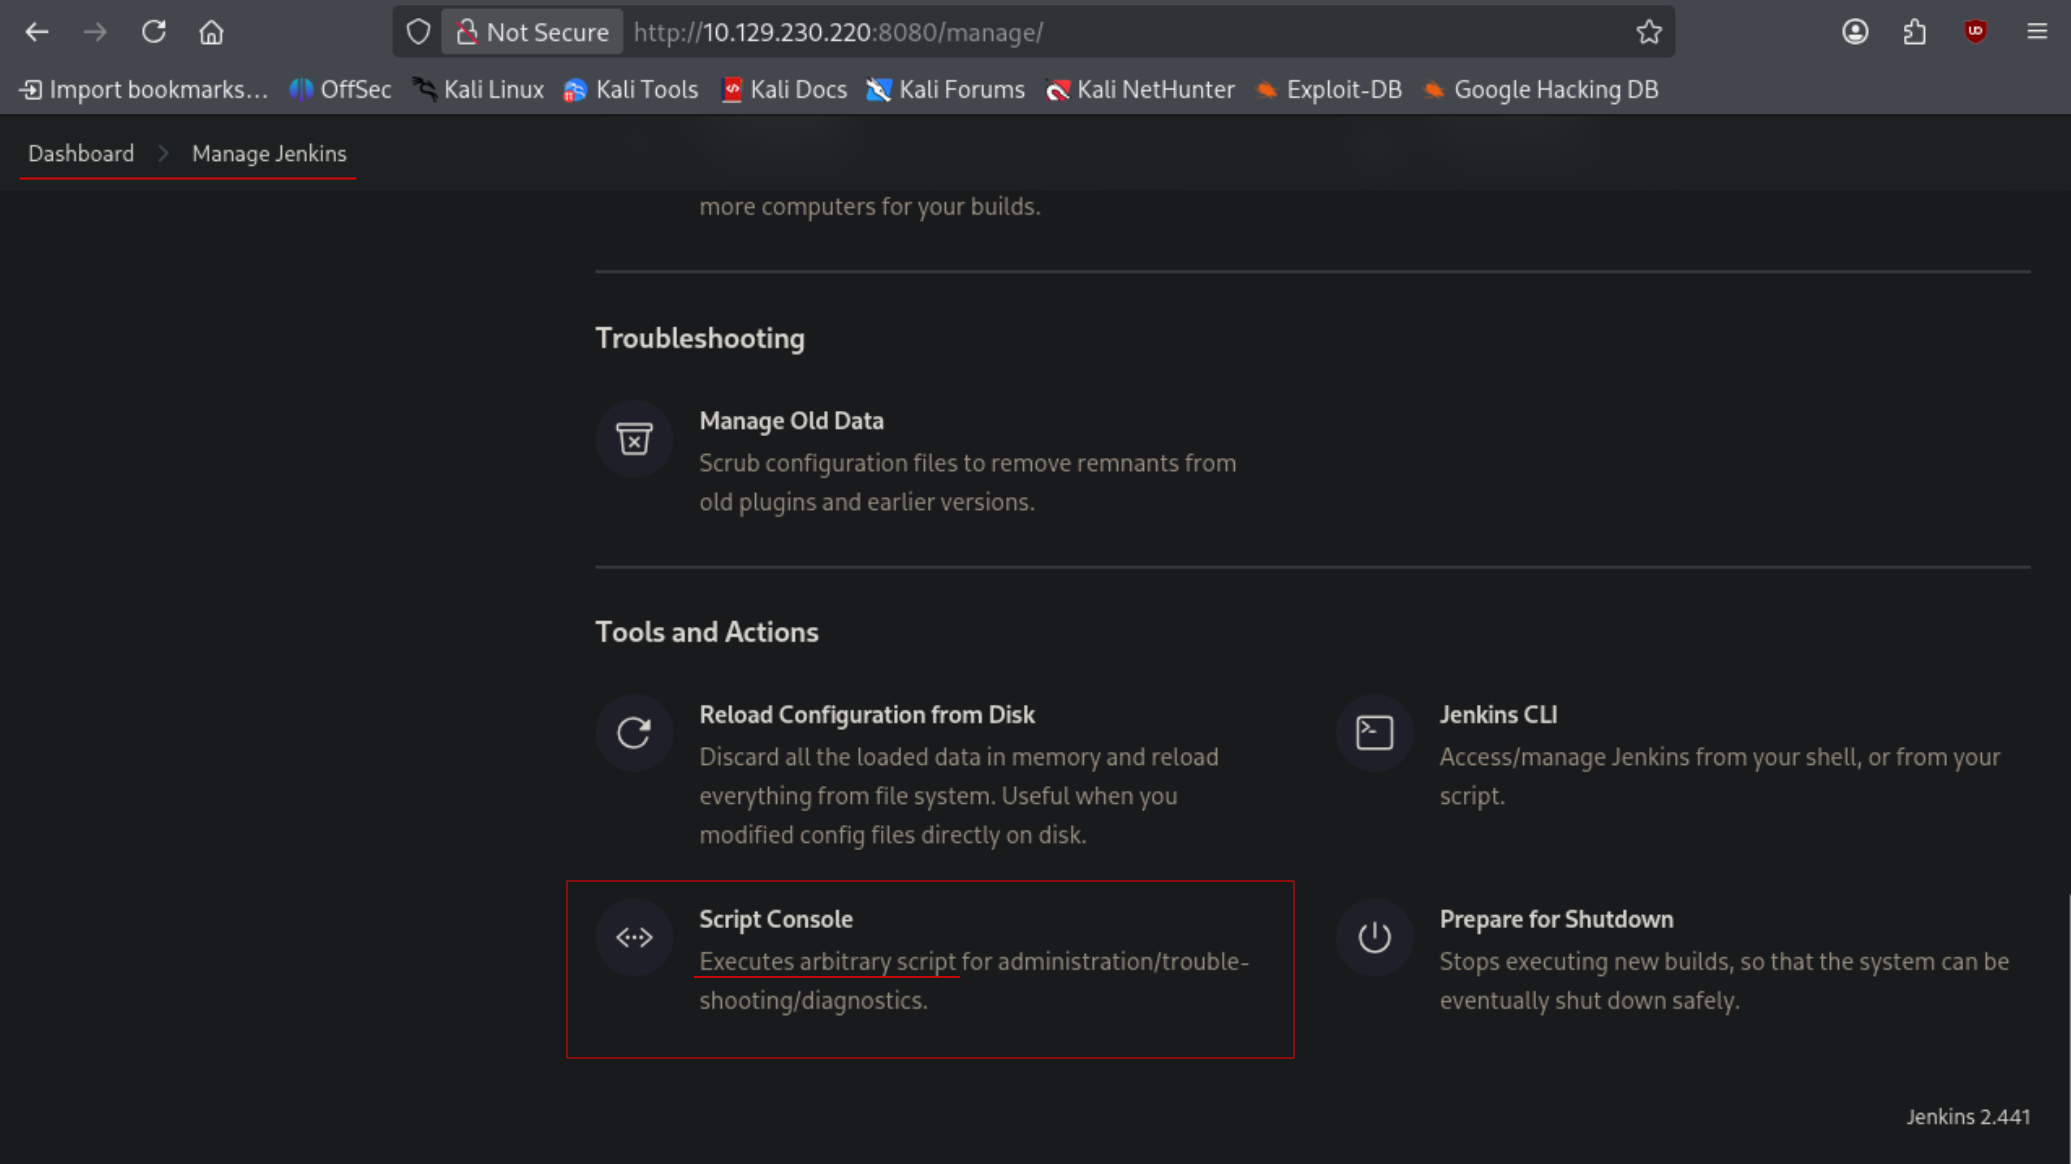 Not Secure http://10.129.230.220:8080/manage/
Import bookmarks... OffSec Kali Linux Kali Tools Kali Docs Kali Forums Kali NetHunter Exploit-DB Google Hacking DB
Dashboard Manage Jenkins
more computers for your builds.
Troubleshooting
Manage Old Data
Scrub configuration files to remove remnants from
old plugins and earlier versions.
Tools and Actions
Reload Configuration from Disk
Discard all the loaded data in memory and reload
everything from file system. Useful when you
modified config files directly on disk.
Jenkins CLI
Access/manage Jenkins from your shell, or from your
script.
Script Console
Executes arbitrary script for administration/trouble-
shooting/diagnostics.
Prepare for Shutdown
Stops executing new builds, so that the system can be
eventually shut down safely.
Jenkins 2.441